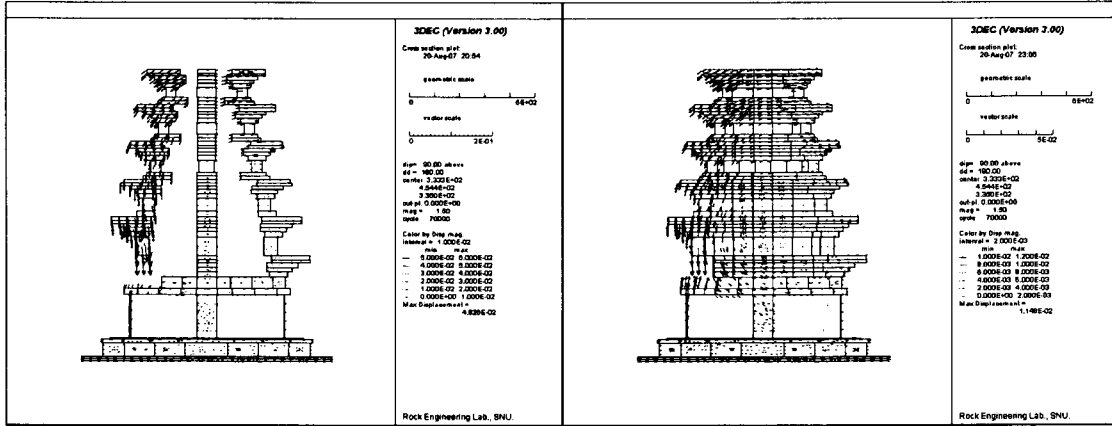 3DEC (Version 3.00)
Cross section plot:
20-Aug-07 20:54
geometric scale
0 6E+02
vector scale
0 2E-01
dip= 90.00 above
dd = 180.00
center 3.333E+02
4.544E+02
3.360E+02
cut-pl. 0.000E+00
mag = 1.50
cycle 70000
Color by Disp mag.
interval = 1.000E-02
min max
5.000E-02 6.000E-02
4.000E-02 5.000E-02
3.000E-02 4.000E-02
2.000E-02 3.000E-02
1.000E-02 2.000E-02
0.000E+00 1.000E-02
Max Displacement =
Rock Engineering Lab., SNU.
3DEC (Version 3.00)
Cross section plot:
20-Aug-07 23:06
geometric scale
0 6E+02
vector scale
0 5E-02
dip= 90.00 above
dd = 180.00
center 3.333E+02
4.544E+02
3.360E+02
cut-pl. 0.000E+00
mag = 1.50
cycle 70000
Color by Disp mag.
interval = 2.000E-03
min max
1.000E-02 1.200E-02
8.000E-03 1.000E-02
6.000E-03 8.000E-03
4.000E-03 6.000E-03
2.000E-03 4.000E-03
0.000E+00 2.000E-03
Max Displacement =
1.148E-02
Rock Engineering Lab., SNU.